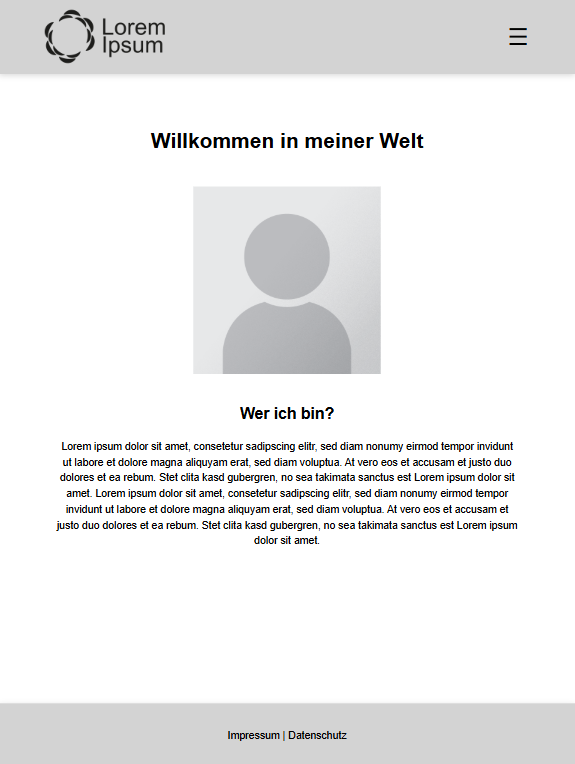 Lorem
Ipsum
☰
Willkommen in meiner Welt
Wer ich bin?
Lorem ipsum dolor sit amet, consetetur sadipscing elitr, sed diam nonumy eirmod tempor invidunt
ut labore et dolore magna aliquyam erat, sed diam voluptua. At vero eos et accusam et justo duo
dolores et ea rebum. Stet clita kasd gubergren, no sea takimata sanctus est Lorem ipsum dolor sit
amet. Lorem ipsum dolor sit amet, consetetur sadipscing elitr, sed diam nonumy eirmod tempor
invidunt ut labore et dolore magna aliquyam erat, sed diam voluptua. At vero eos et accusam et
justo duo dolores et ea rebum. Stet clita kasd gubergren, no sea takimata sanctus est Lorem ipsum
dolor sit amet.
Impressum | Datenschutz